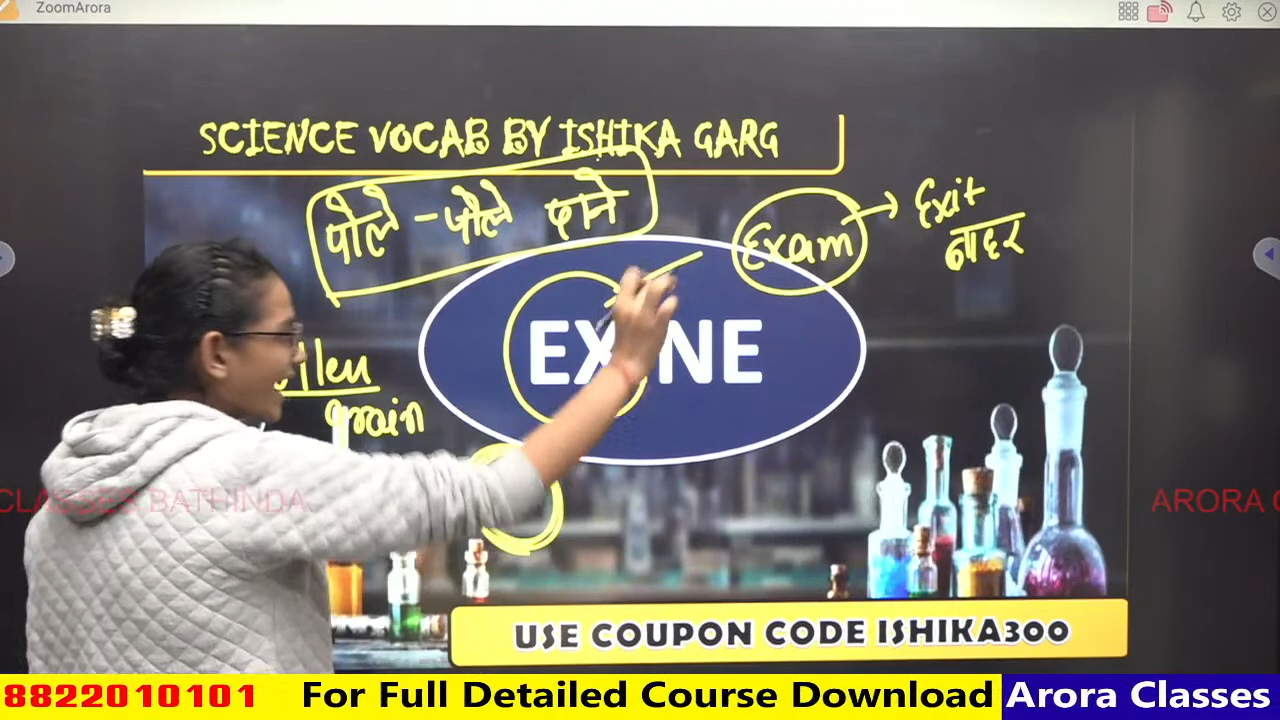 ZoomArora
SCIENCE VOCAB BY ISHIKA GARG
पीले - पीले दाने
Exam → Exit
बाहर
EXINE
llen
grain
CLASSES BATHINDA
ARORA C
USE COUPON CODE ISHIKA300
8822010101 For Full Detailed Course Download Arora Classes